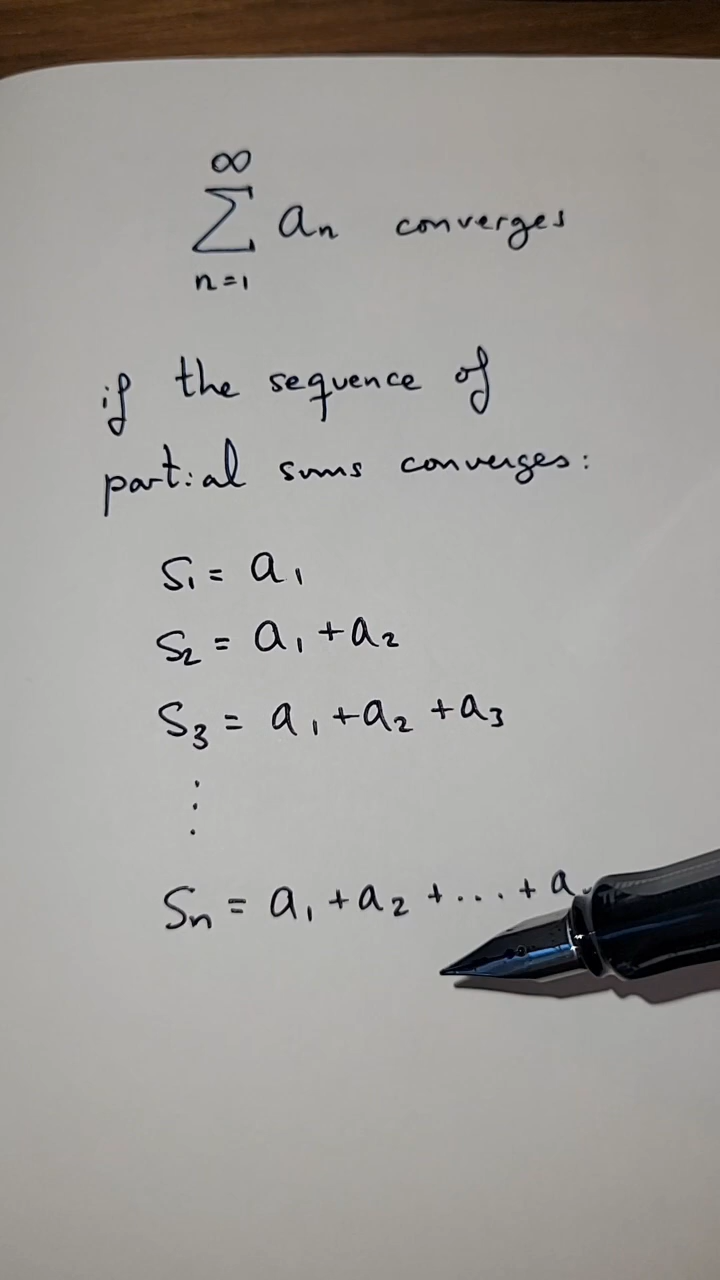 ∞
∑ aₙ converges
n=1
if the sequence of
partial sums converges:
S₁ = a₁
S₂ = a₁ + a₂
S₃ = a₁ + a₂ + a₃
⋮
Sₙ = a₁ + a₂ + ... + a